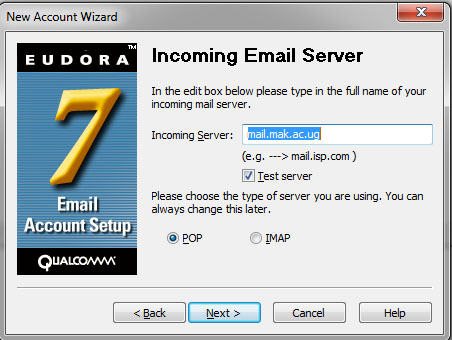 New Account Wizard
EUDORA™
7
Email
Account Setup
QUALCOMM
Incoming Email Server
In the edit box below please type in the full name of your
incoming mail server.
Incoming Server: mail.mak.ac.ug
(e.g. ---> mail.isp.com )
Test server
Please choose the type of server you are using. You can
always change this later.
POP IMAP
< Back Next > Cancel Help